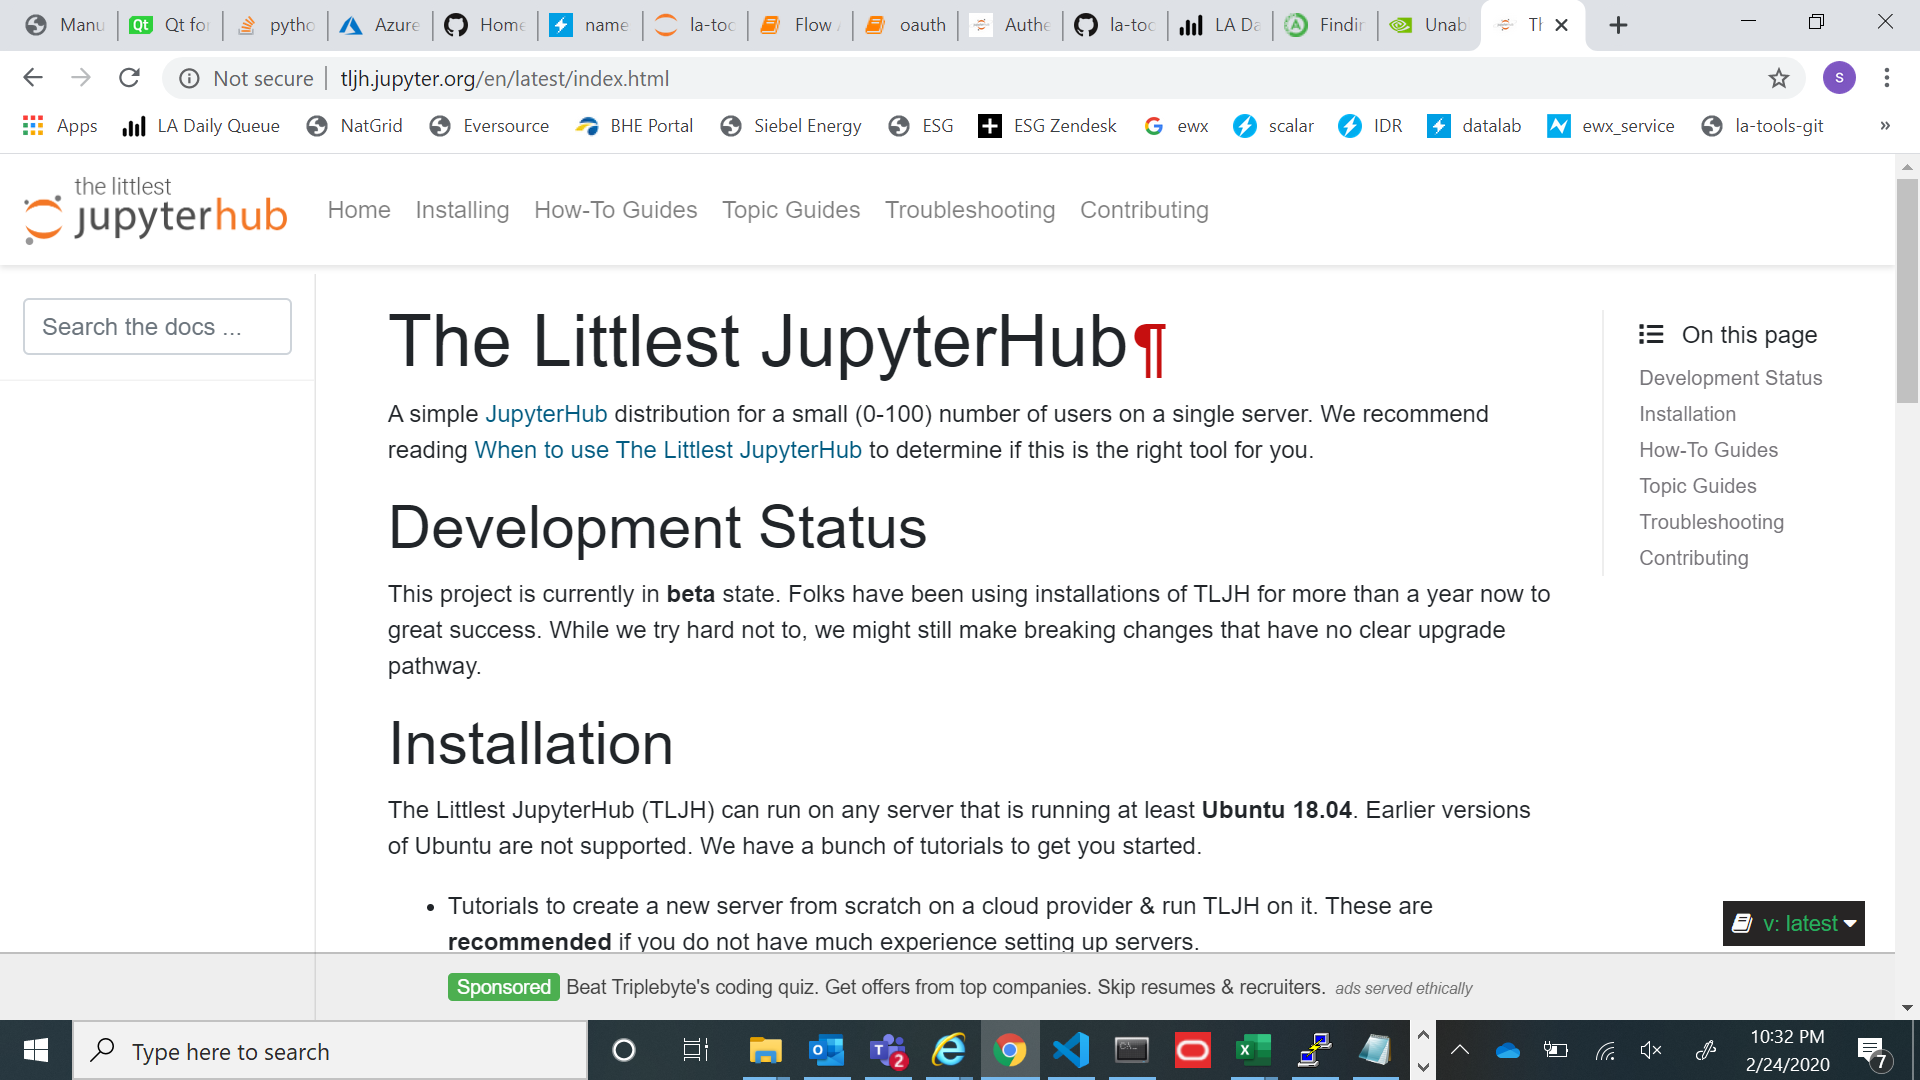 Manu Qt for pytho Azure Home name la-toc Flow oauth Authe la-toc LA Da Findir Unab Th
Not secure tljh.jupyter.org/en/latest/index.html S
Apps LA Daily Queue NatGrid Eversource BHE Portal Siebel Energy ESG ESG Zendesk ewx scalar IDR datalab ewx_service la-tools-git »
the littlest
jupyterhub Home Installing How-To Guides Topic Guides Troubleshooting Contributing
Search the docs ...
The Littlest JupyterHub¶
A simple JupyterHub distribution for a small (0-100) number of users on a single server. We recommend
reading When to use The Littlest JupyterHub to determine if this is the right tool for you.
Development Status
This project is currently in beta state. Folks have been using installations of TLJH for more than a year now to
great success. While we try hard not to, we might still make breaking changes that have no clear upgrade
pathway.
Installation
The Littlest JupyterHub (TLJH) can run on any server that is running at least Ubuntu 18.04. Earlier versions
of Ubuntu are not supported. We have a bunch of tutorials to get you started.
• Tutorials to create a new server from scratch on a cloud provider & run TLJH on it. These are
recommended if you do not have much experience setting up servers.
On this page
Development Status
Installation
How-To Guides
Topic Guides
Troubleshooting
Contributing
v: latest
Sponsored Beat Triplebyte's coding quiz. Get offers from top companies. Skip resumes & recruiters. ads served ethically
Type here to search
2
10:32 PM
2/24/2020
7